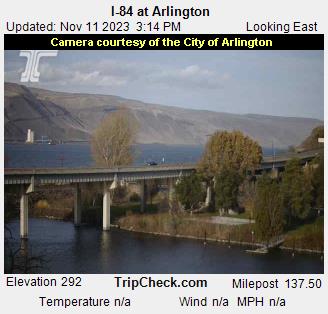 I-84 at Arlington
Updated: Nov 11 2023 3:14 PM Looking East
Camera courtesy of the City of Arlington
Elevation 292 TripCheck.com Milepost 137.50
Temperature n/a Wind n/a MPH n/a